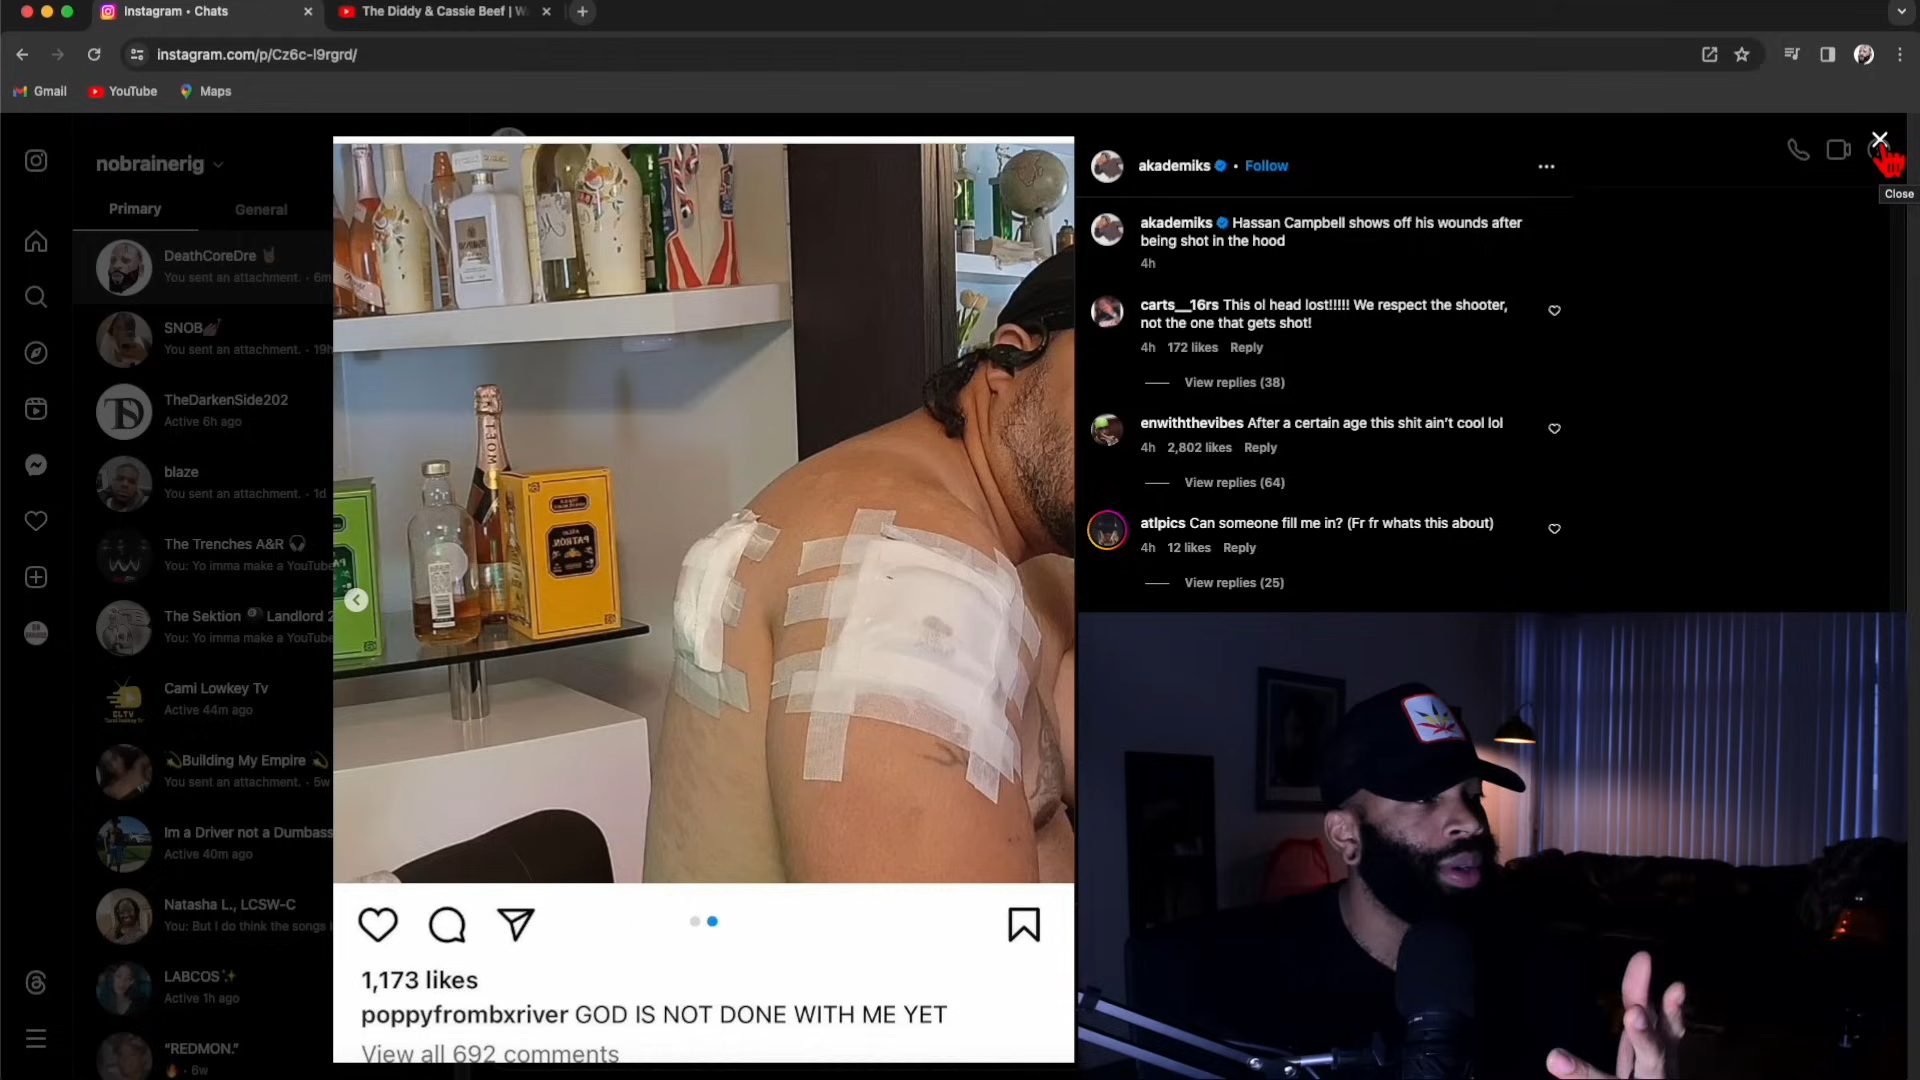 Instagram • Chats
The Diddy & Cassie Beef | W
instagram.com/p/Cz6c-I9rgrd/
Gmail
YouTube
Maps
nobrainerig
Primary
General
DeathCoreDre
You sent an attachment. · 6m
SNOB
You sent an attachment. · 19h
TheDarkenSide202
Active 6h ago
blaze
You sent an attachment. · 1d
The Trenches A&R
You: Yo imma make a YouTube
The Sektion Landlord 2
You: Yo imma make a YouTube
Cami Lowkey Tv
Active 44m ago
Building My Empire
You sent an attachment. · 5w
Im a Driver not a Dumbass
Active 40m ago
Natasha L., LCSW-C
You: But I do think the songs
LABCOS
Active 1h ago
“REDMON.”
· 6w
1,173 likes
poppyfrombxriver GOD IS NOT DONE WITH ME YET
View all 692 comments
akademiks • Follow
akademiks Hassan Campbell shows off his wounds after
being shot in the hood
4h
carts__16rs This ol head lost!!!!! We respect the shooter,
not the one that gets shot!
4h 172 likes Reply
View replies (38)
enwiththevibes After a certain age this shit ain’t cool lol
4h 2,802 likes Reply
View replies (64)
atlpics Can someone fill me in? (Fr fr whats this about)
4h 12 likes Reply
View replies (25)
Close